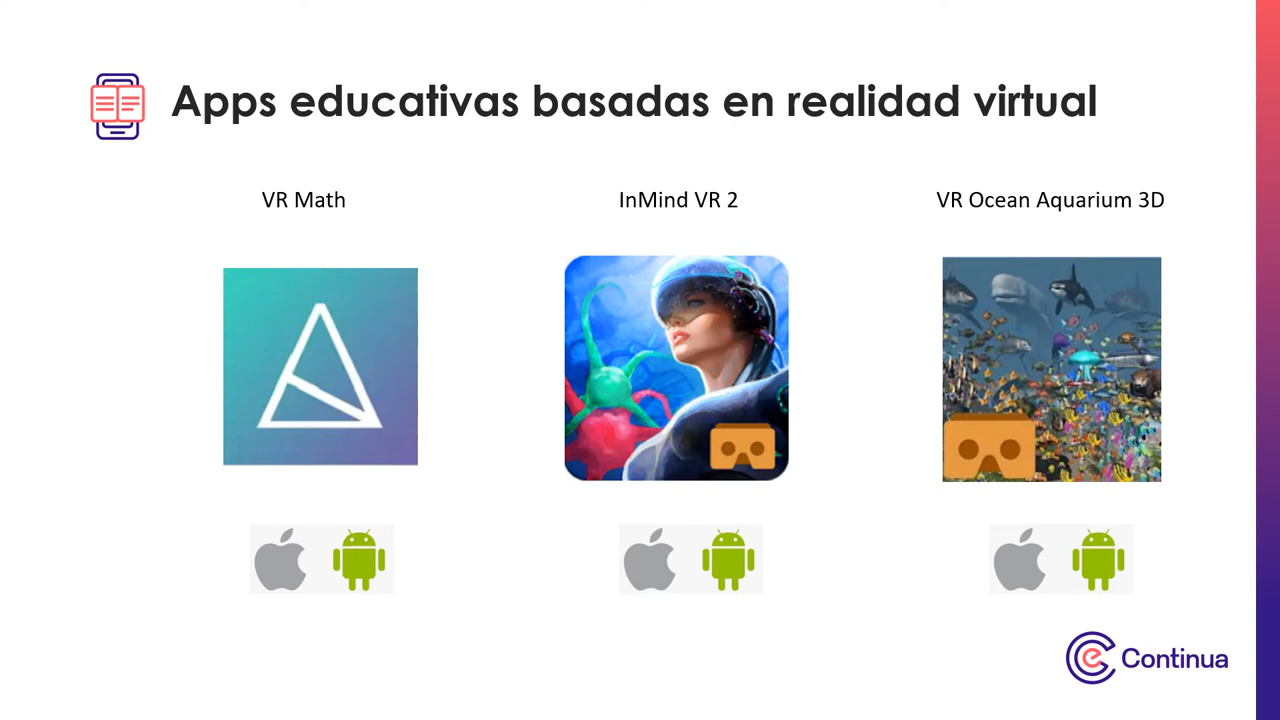 Apps educativas basadas en realidad virtual
VR Math
InMind VR 2
VR Ocean Aquarium 3D
e Continua